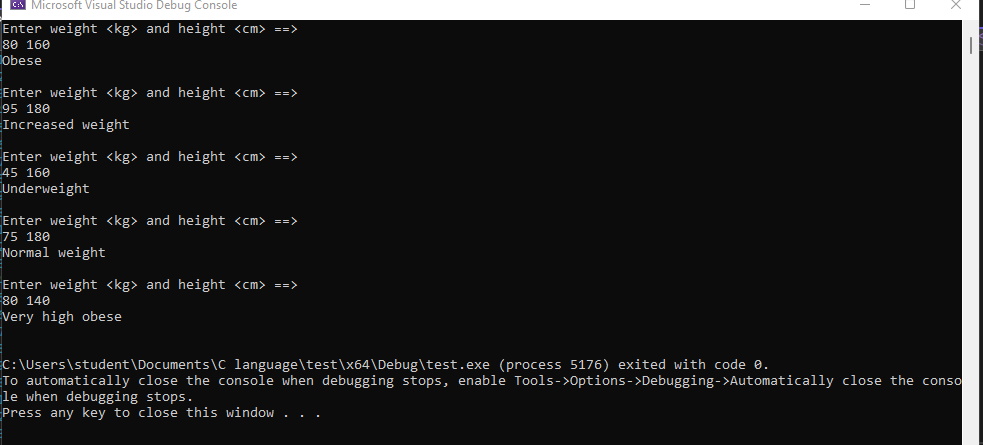 Microsoft Visual Studio Debug Console
Enter weight <kg> and height <cm> ==>
80 160
Obese
Enter weight <kg> and height <cm> ==>
95 180
Increased weight
Enter weight <kg> and height <cm> ==>
45 160
Underweight
Enter weight <kg> and height <cm> ==>
75 180
Normal weight
Enter weight <kg> and height <cm> ==>
80 140
Very high obese
C:\Users\student\Documents\C language\test\x64\Debug\test.exe (process 5176) exited with code 0.
To automatically close the console when debugging stops, enable Tools->Options->Debugging->Automatically close the conso
le when debugging stops.
Press any key to close this window . . .